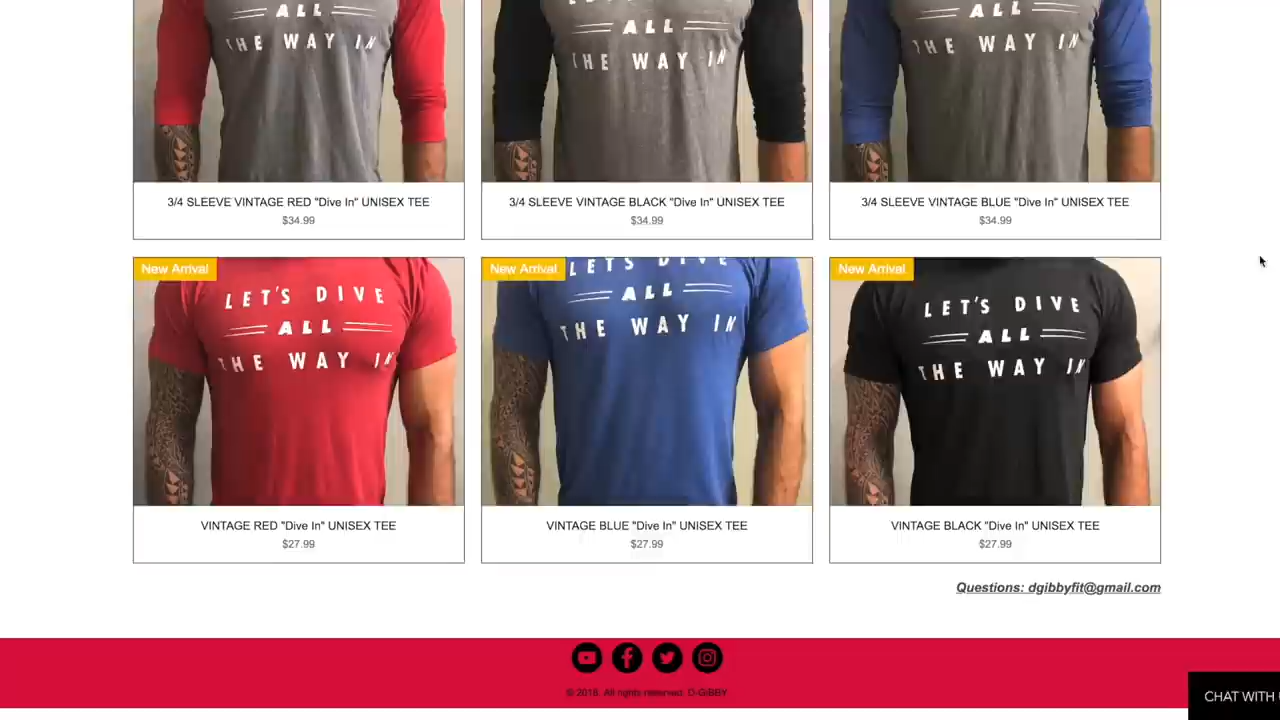 ALL
THE WAY IN
ALL
THE WAY IN
ALL
THE WAY IN
3/4 SLEEVE VINTAGE RED "Dive In" UNISEX TEE
$34.99
3/4 SLEEVE VINTAGE BLACK "Dive In" UNISEX TEE
$34.99
3/4 SLEEVE VINTAGE BLUE "Dive In" UNISEX TEE
$34.99
New Arrival
LET'S DIVE
ALL
THE WAY IN
New Arrival
LET'S DIVE
ALL
THE WAY IN
New Arrival
LET'S DIVE
ALL
THE WAY IN
VINTAGE RED "Dive In" UNISEX TEE
$27.99
VINTAGE BLUE "Dive In" UNISEX TEE
$27.99
VINTAGE BLACK "Dive In" UNISEX TEE
$27.99
Questions: dgibbyfit@gmail.com
© 2018. All rights reserved. D-GIBBY
CHAT WITH